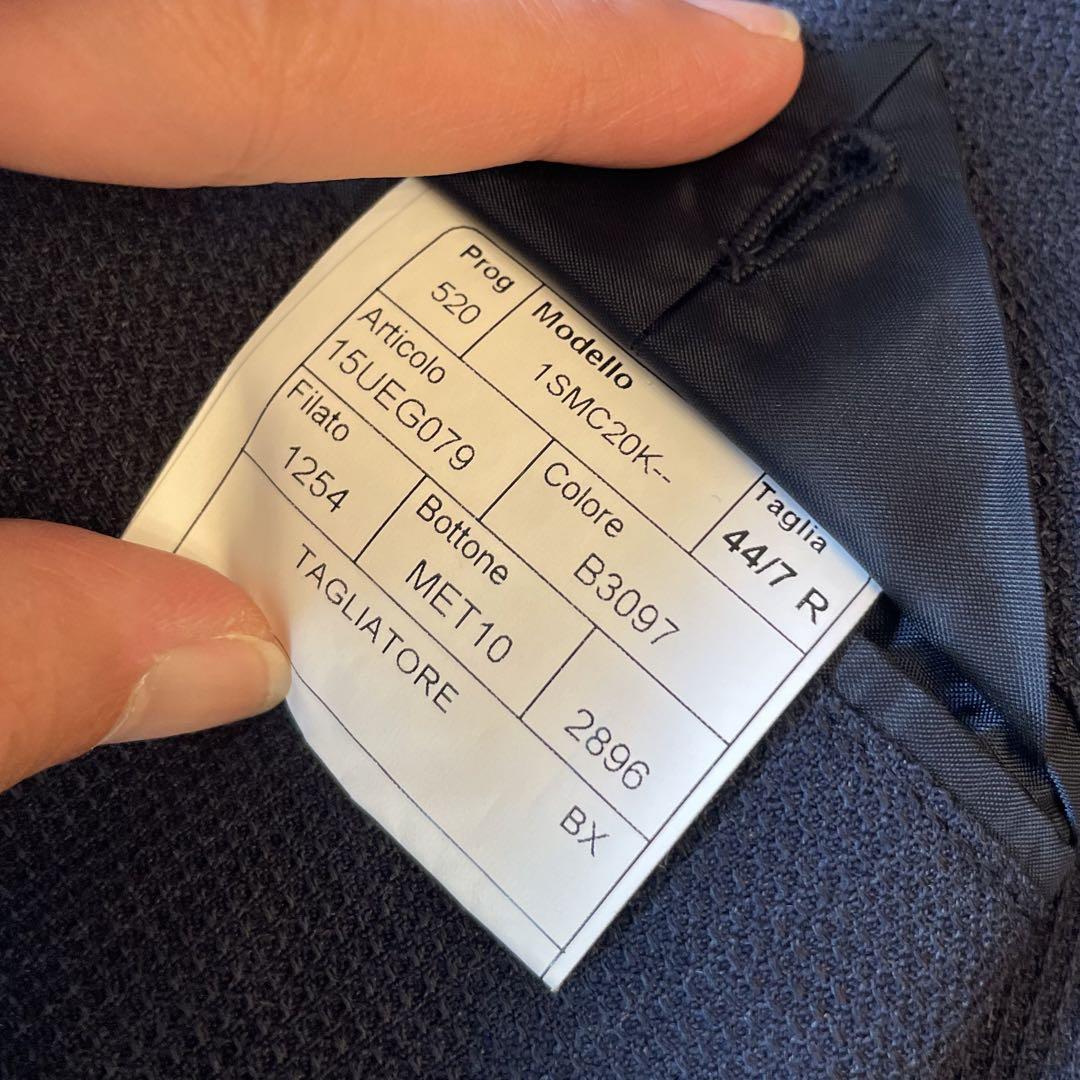 Prog
520
Modello
1SMC20K--
Taglia
44/7 R
Articolo
15UEG079
Colore
B3097
Filato
1254
Bottone
MET10
2896
TAGLIATORE
BX